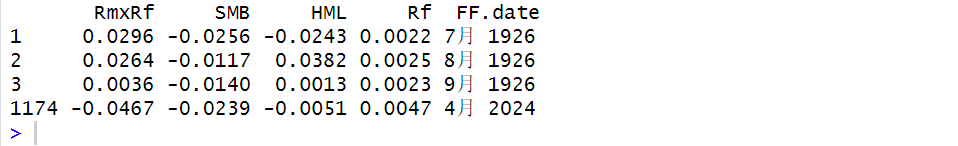 RmxRf SMB HML Rf FF.date
1 0.0296 -0.0256 -0.0243 0.0022 7月 1926
2 0.0264 -0.0117 0.0382 0.0025 8月 1926
3 0.0036 -0.0140 0.0013 0.0023 9月 1926
1174 -0.0467 -0.0239 -0.0051 0.0047 4月 2024
>